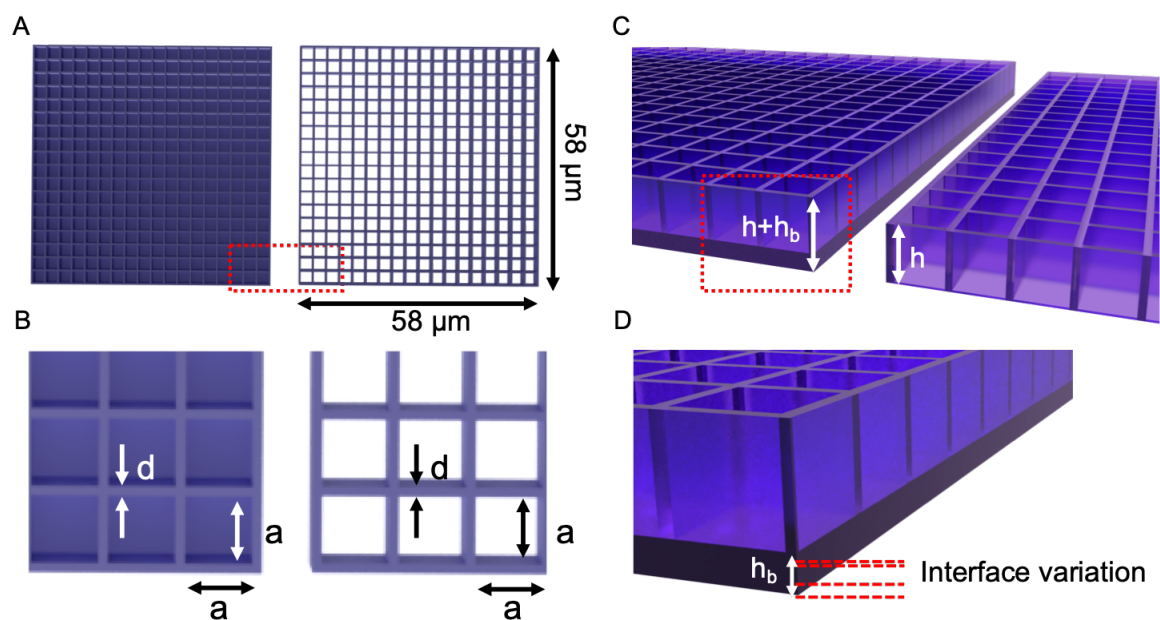 A
58 µm
58 µm
B
d
a
a
d
a
a
C
h+h_b
h
D
h_b
Interface variation